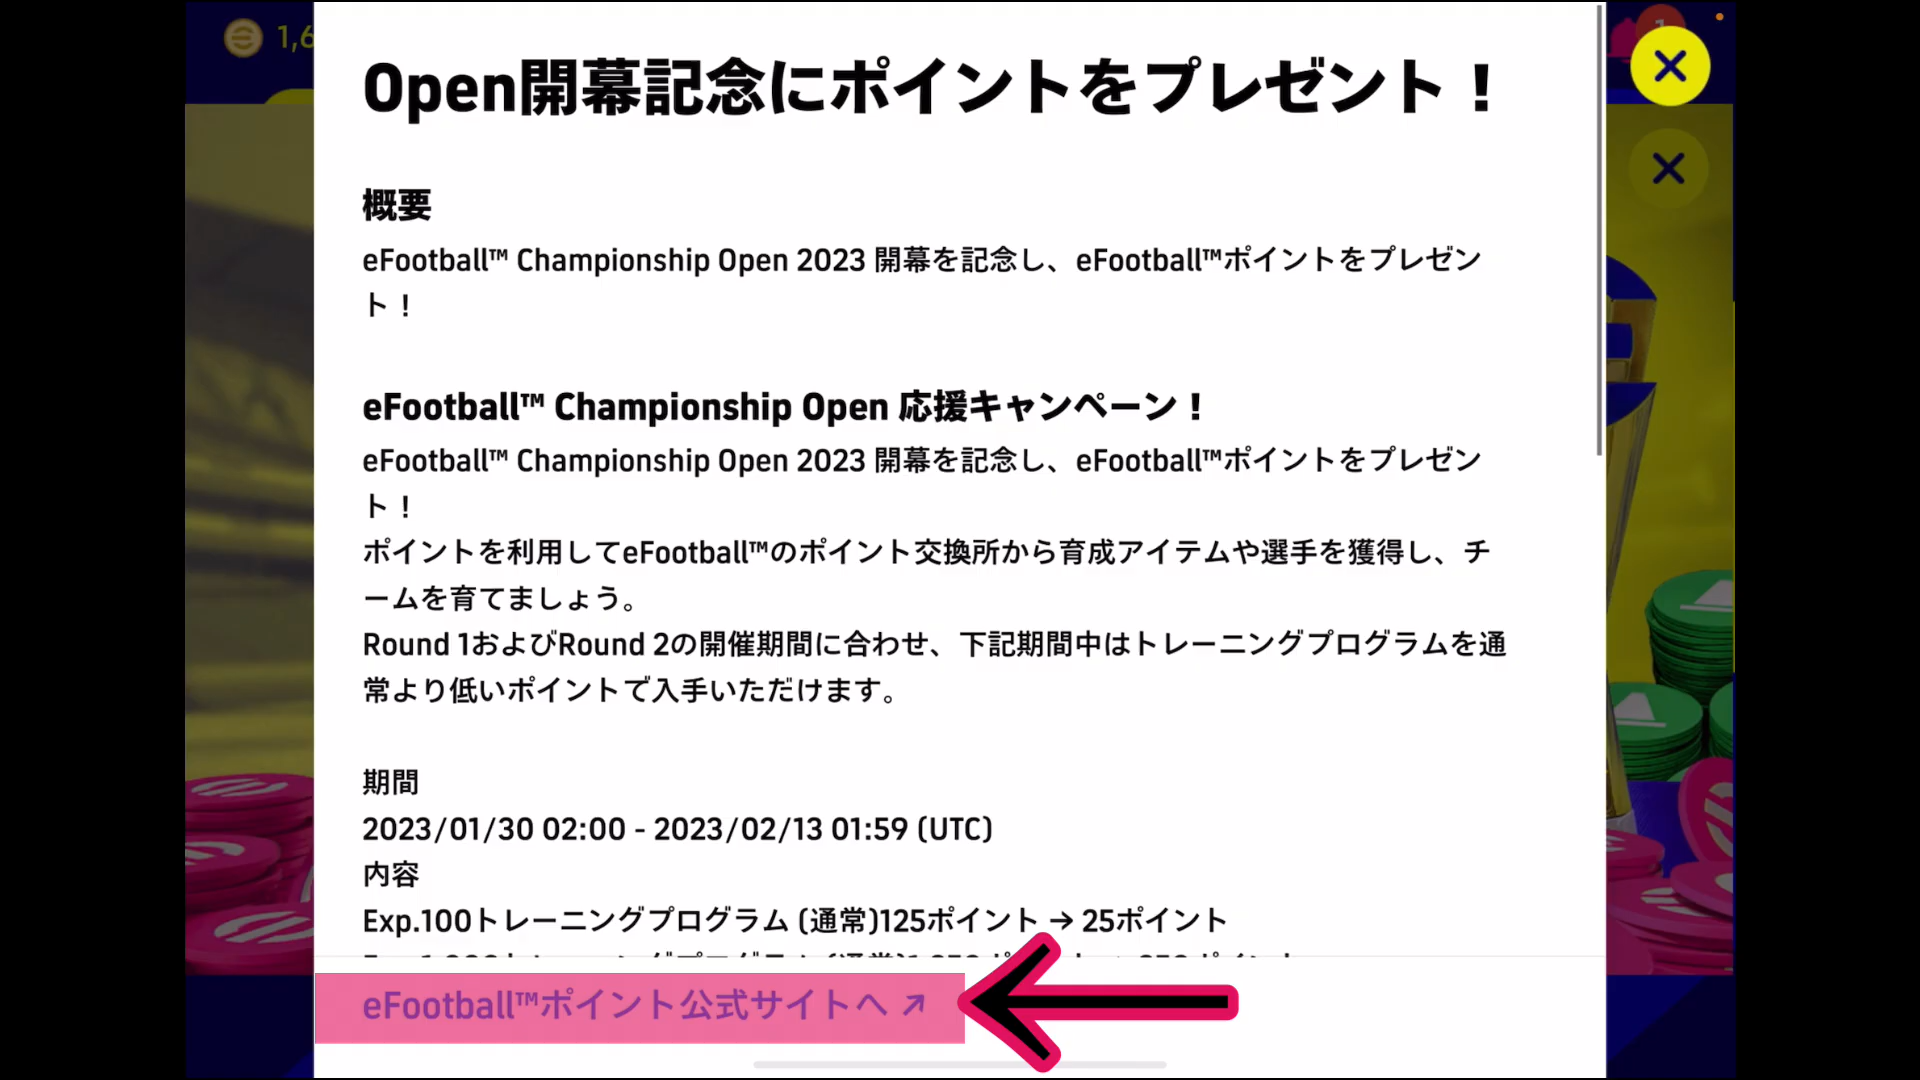 1,6
1
Open開幕記念にポイントをプレゼント！
概要
eFootball™ Championship Open 2023 開幕を記念し、eFootball™ポイントをプレゼン
ト！
eFootball™ Championship Open 応援キャンペーン！
eFootball™ Championship Open 2023 開幕を記念し、eFootball™ポイントをプレゼン
ト！
ポイントを利用してeFootball™のポイント交換所から育成アイテムや選手を獲得し、チ
ームを育てましょう。
Round 1およびRound 2の開催期間に合わせ、下記期間中はトレーニングプログラムを通
常より低いポイントで入手いただけます。
期間
2023/01/30 02:00 - 2023/02/13 01:59 (UTC)
内容
Exp.100トレーニングプログラム (通常)125ポイント → 25ポイント
eFootball™ポイント公式サイトへ ↗